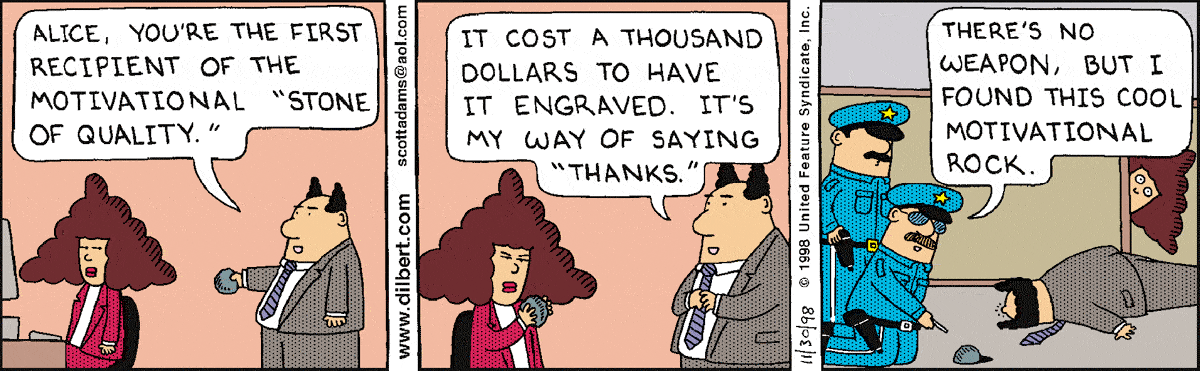 ALICE, YOU'RE THE FIRST
RECIPIENT OF THE
MOTIVATIONAL "STONE
OF QUALITY."
www.dilbert.com scottadams@aol.com
IT COST A THOUSAND
DOLLARS TO HAVE
IT ENGRAVED. IT'S
MY WAY OF SAYING
"THANKS."
11/30/98 © 1998 United Feature Syndicate, Inc.
THERE'S NO
WEAPON, BUT I
FOUND THIS COOL
MOTIVATIONAL
ROCK.